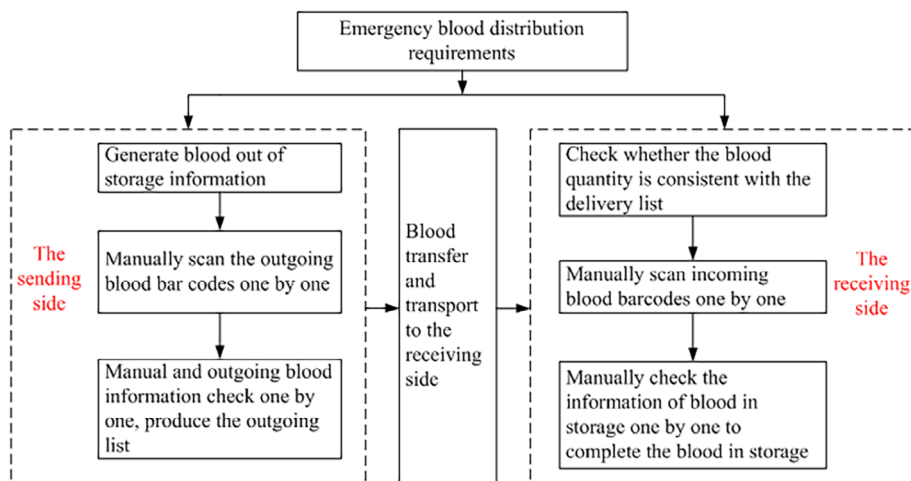 Emergency blood distribution
requirements
Generate blood out of
storage information
The
sending
side
Manually scan the outgoing
blood bar codes one by one
Manual and outgoing blood
information check one by
one, produce the outgoing
list
Blood
transfer
and
transport
to the
receiving
side
Check whether the blood
quantity is consistent with the
delivery list
Manually scan incoming
blood barcodes one by one
The
receiving
side
Manually check the
information of blood in
storage one by one to
complete the blood in storage